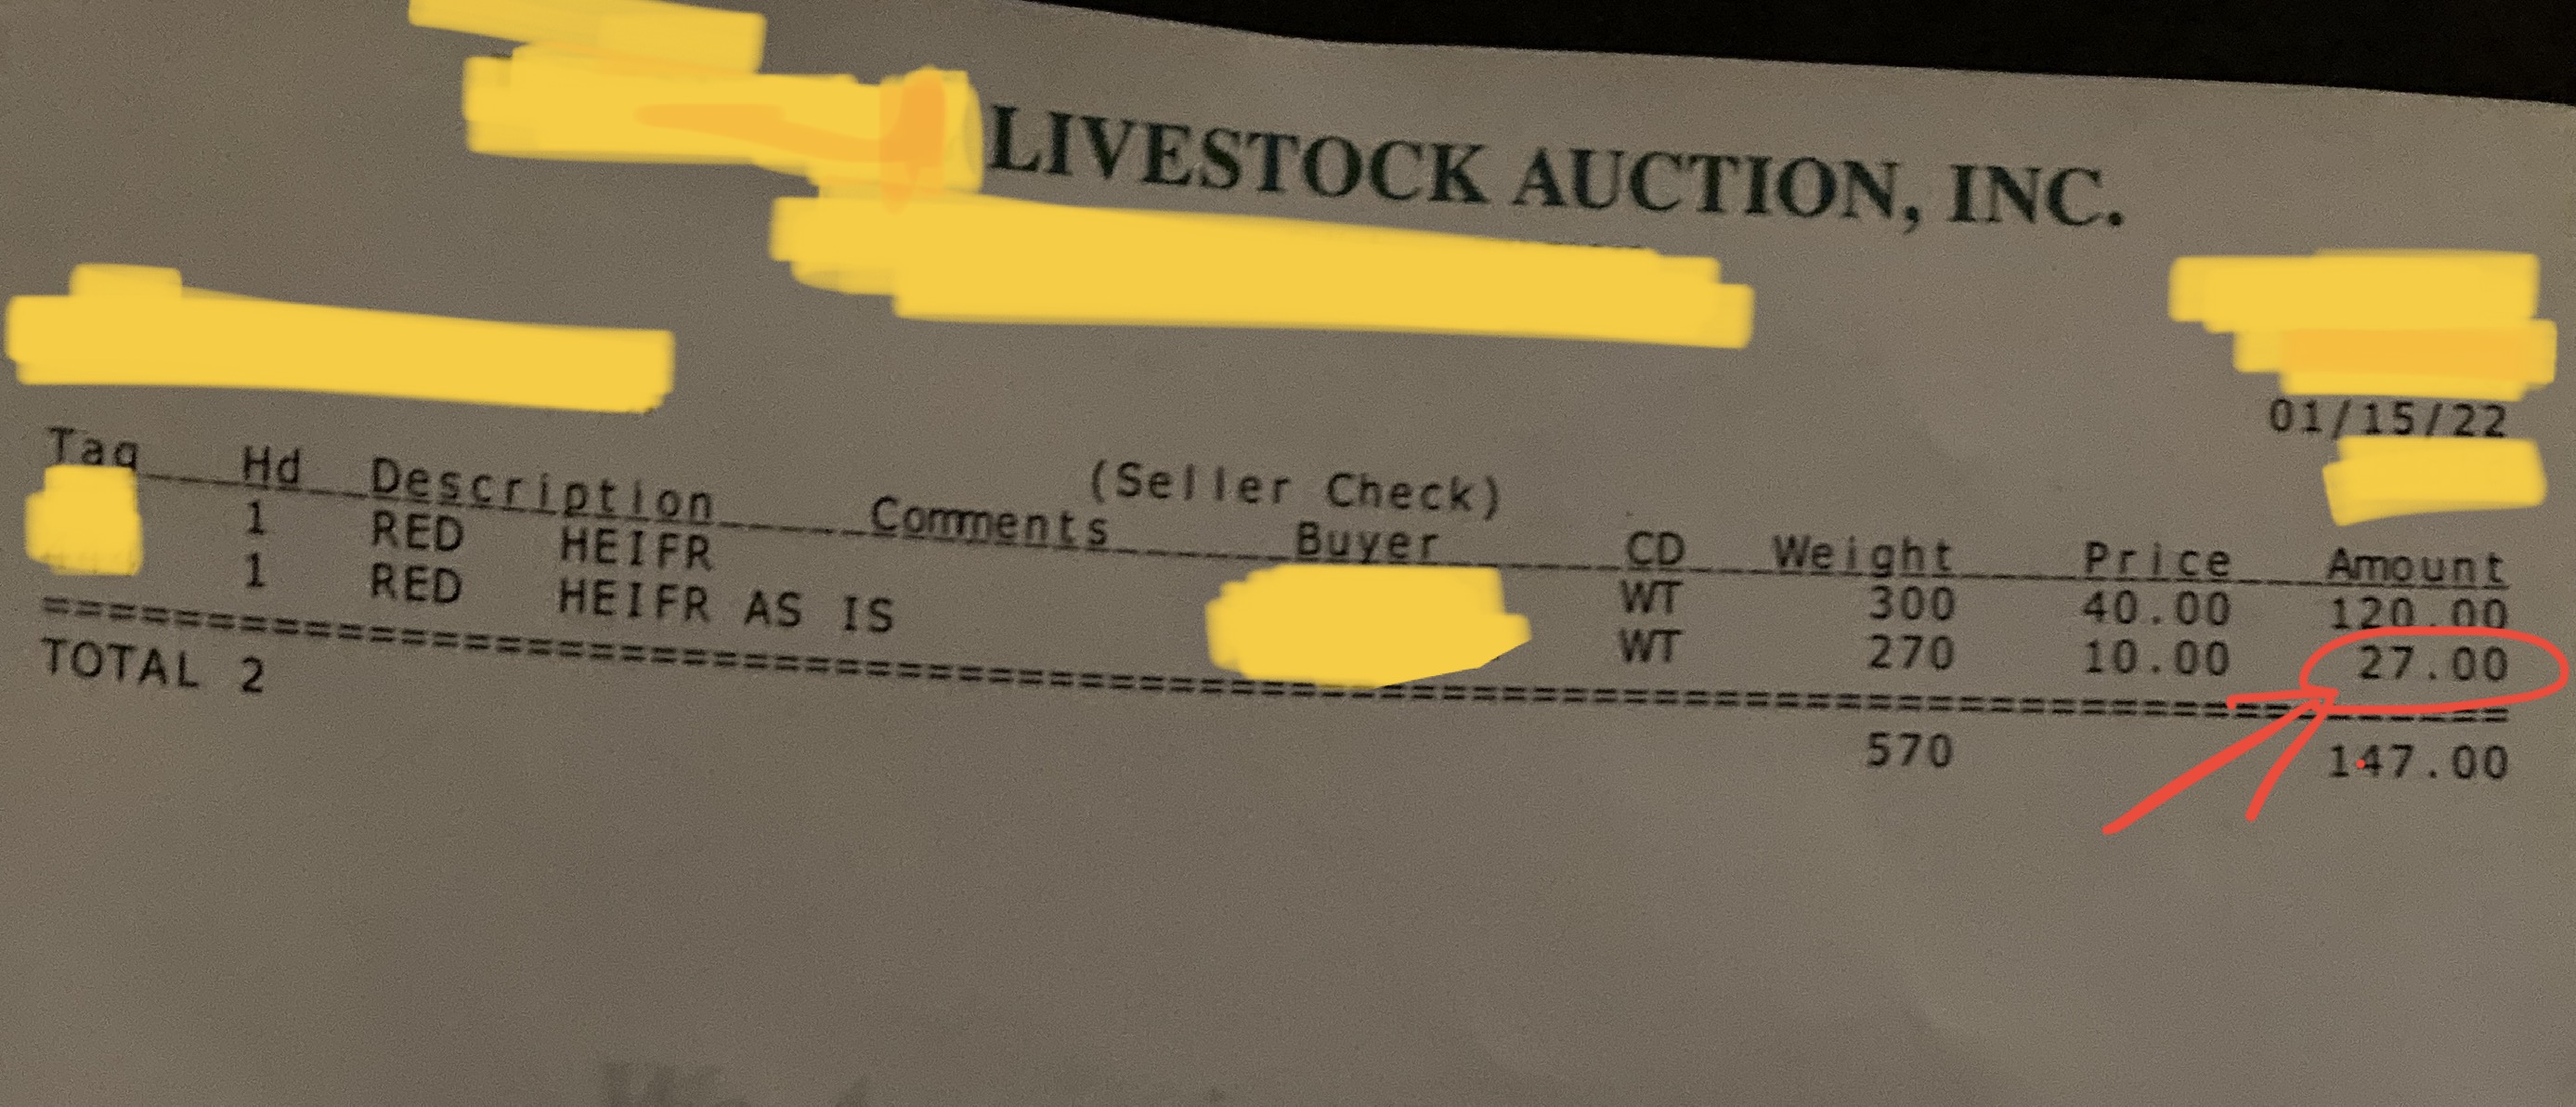 LIVESTOCK AUCTION, INC.
01/15/22
(Seller Check)
Tag Hd Description Comments Buyer CD Weight Price Amount
1 RED HEIFR WT 300 40.00 120.00
1 RED HEIFR AS IS WT 270 10.00 27.00
TOTAL 2 570 147.00